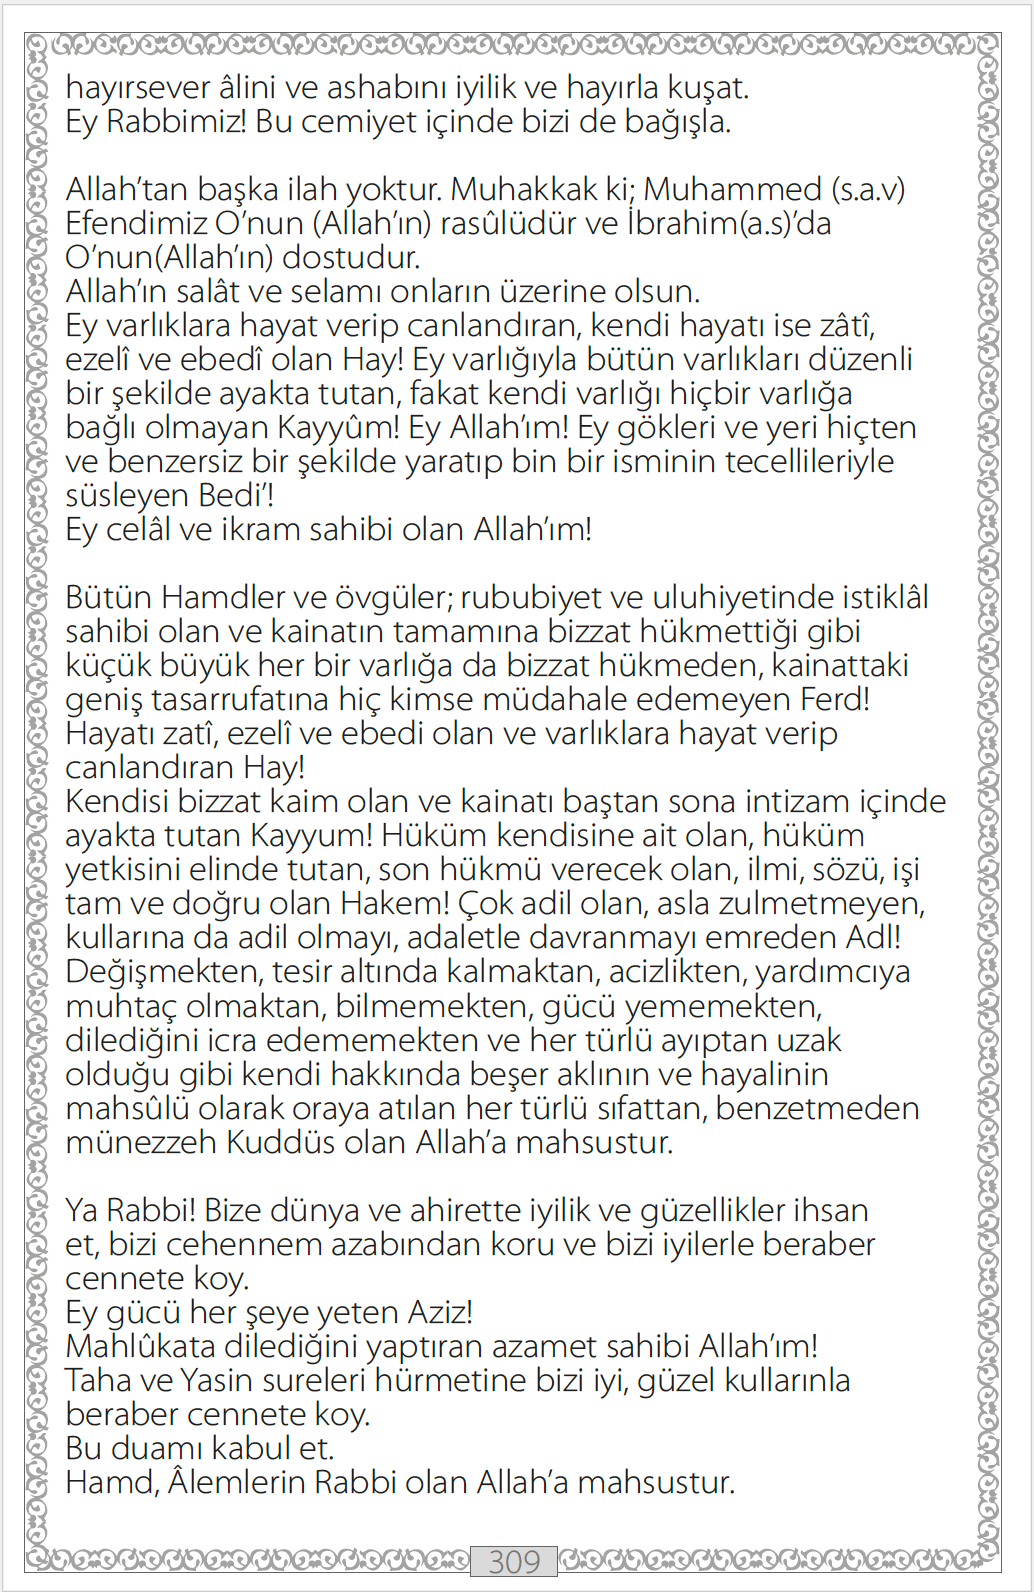 hayırsever âlini ve ashabını iyilik ve hayırla kuşat.
Ey Rabbimiz! Bu cemiyet içinde bizi de bağışla.
Allah’tan başka ilah yoktur. Muhakkak ki; Muhammed (s.a.v)
Efendimiz O’nun (Allah’ın) rasûlüdür ve İbrahim(a.s)’da
O’nun(Allah’ın) dostudur.
Allah’ın salât ve selamı onların üzerine olsun.
Ey varlıklara hayat verip canlandıran, kendi hayatı ise zâtî,
ezelî ve ebedî olan Hay! Ey varlığıyla bütün varlıkları düzenli
bir şekilde ayakta tutan, fakat kendi varlığı hiçbir varlığa
bağlı olmayan Kayyûm! Ey Allah’ım! Ey gökleri ve yeri hiçten
ve benzersiz bir şekilde yaratıp bin bir isminin tecellileriyle
süsleyen Bedi’!
Ey celâl ve ikram sahibi olan Allah’ım!
Bütün Hamdler ve övgüler; rububiyet ve uluhiyetinde istiklâl
sahibi olan ve kainatın tamamına bizzat hükmettiği gibi
küçük büyük her bir varlığa da bizzat hükmeden, kainattaki
geniş tasarrufatına hiç kimse müdahale edemeyen Ferd!
Hayatı zatî, ezelî ve ebedi olan ve varlıklara hayat verip
canlandıran Hay!
Kendisi bizzat kaim olan ve kainatı baştan sona intizam içinde
ayakta tutan Kayyum! Hüküm kendisine ait olan, hüküm
yetkisini elinde tutan, son hükmü verecek olan, ilmi, sözü, işi
tam ve doğru olan Hakem! Çok adil olan, asla zulmetmeyen,
kullarına da adil olmayı, adaletle davranmayı emreden Adl!
Değişmekten, tesir altında kalmaktan, acizlikten, yardımcıya
muhtaç olmaktan, bilmemekten, gücü yememekten,
dilediğini icra edememekten ve her türlü ayıptan uzak
olduğu gibi kendi hakkında beşer aklının ve hayalinin
mahsûlü olarak oraya atılan her türlü sıfattan, benzetmeden
münezzeh Kuddüs olan Allah’a mahsustur.
Ya Rabbi! Bize dünya ve ahirette iyilik ve güzellikler ihsan
et, bizi cehennem azabından koru ve bizi iyilerle beraber
cennete koy.
Ey gücü her şeye yeten Aziz!
Mahlûkata dilediğini yaptıran azamet sahibi Allah’ım!
Taha ve Yasin sureleri hürmetine bizi iyi, güzel kullarınla
beraber cennete koy.
Bu duamı kabul et.
Hamd, Âlemlerin Rabbi olan Allah’a mahsustur.
309